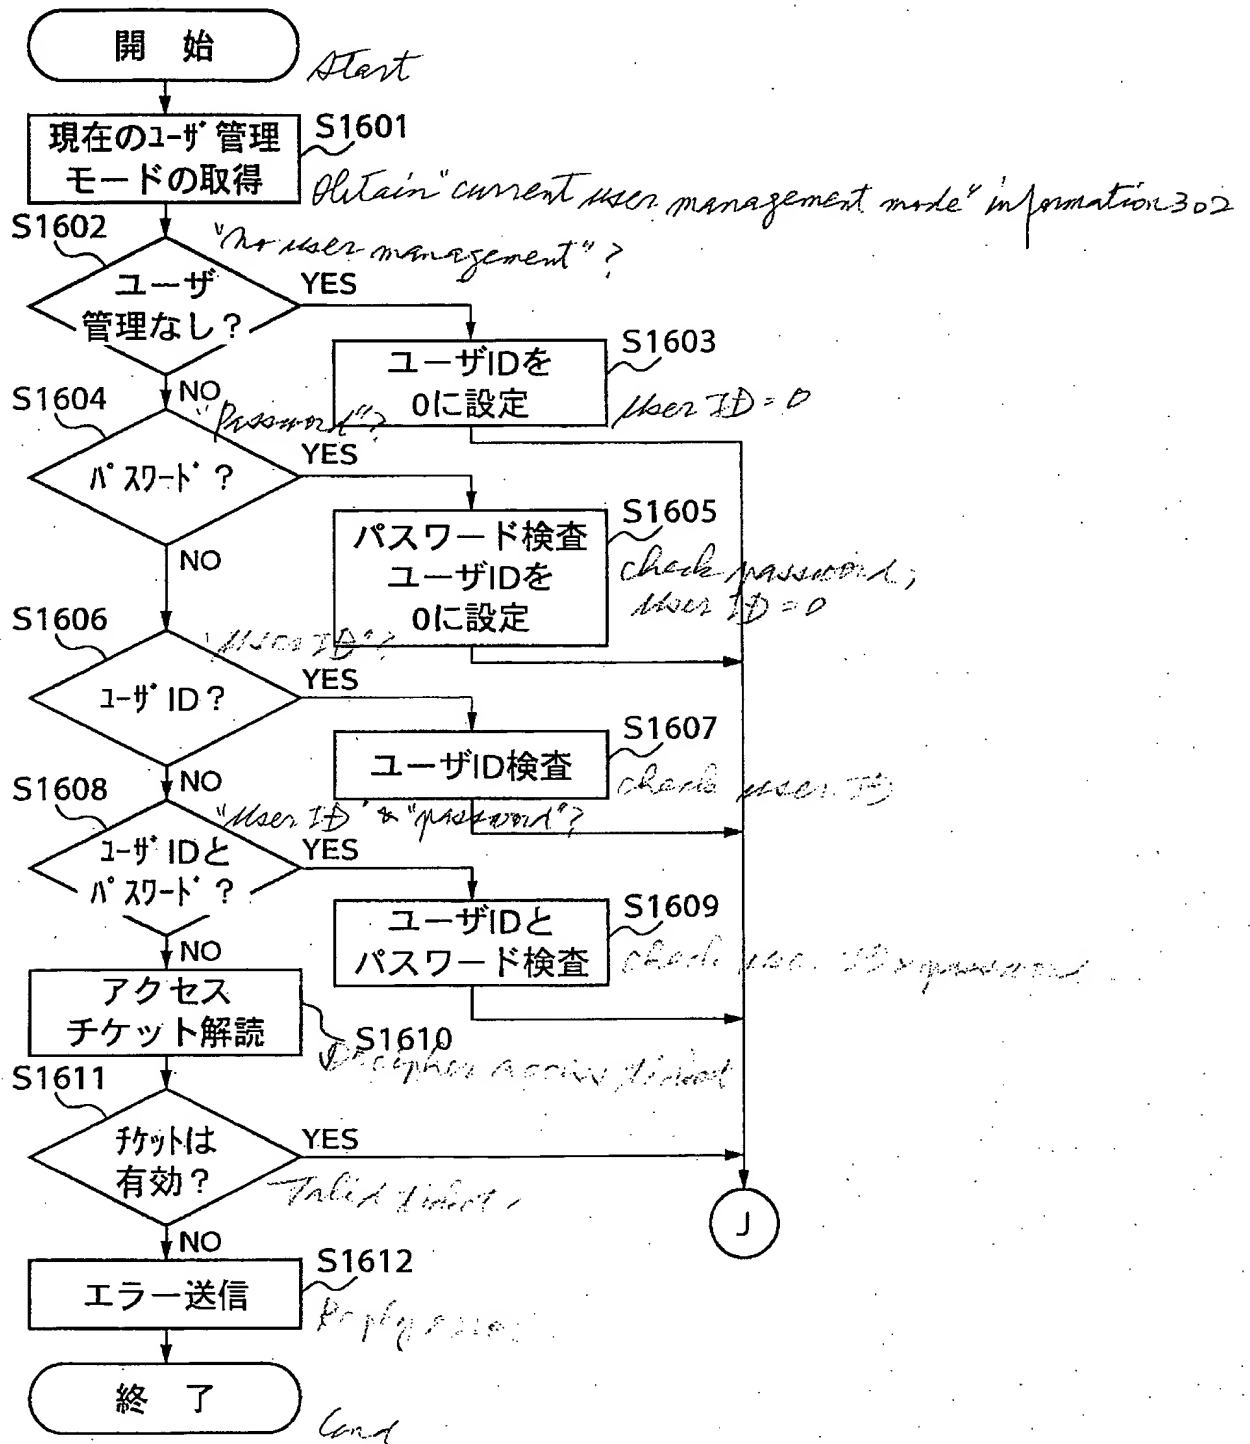 開 始
Start
現在のユーザ管理
モードの取得
S1601
Obtain "current user management mode" information 302
S1602
"no user management"?
ユーザ
管理なし?
YES
NO
ユーザIDを
0に設定
S1603
User ID = 0
S1604
"Password"?
パスワード?
YES
NO
パスワード検査
ユーザIDを
0に設定
S1605
check password,
User ID = 0
S1606
"User ID"?
ユーザID?
YES
NO
ユーザID検査
S1607
check user ID
S1608
"User ID" & "password"?
ユーザIDと
パスワード?
YES
NO
ユーザIDと
パスワード検査
S1609
check user ID
アクセス
チケット解読
S1610
Decipher access ticket
S1611
チケットは
有効?
YES
Valid ticket
J
NO
エラー送信
S1612
Reply error
終 了
End